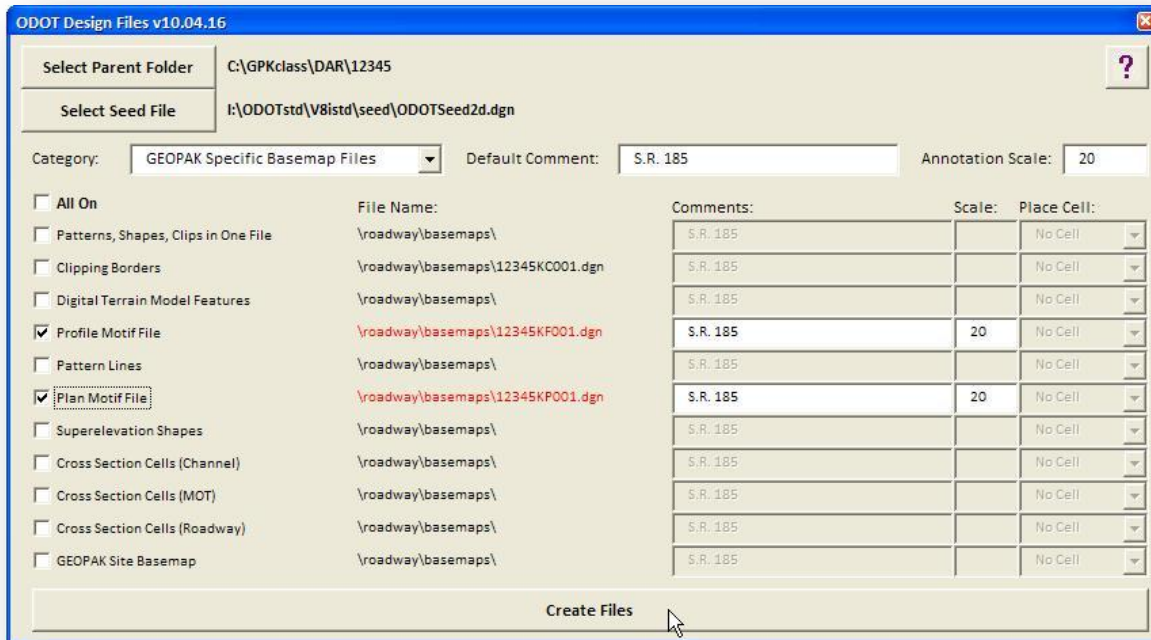 ODOT Design Files v10.04.16
Select Parent Folder C:\GPKclass\DAR\12345 ?
Select Seed File I:\ODOTstd\V8istd\seed\ODOTSeed2d.dgn
Category: GEOPAK Specific Basemap Files Default Comment: S.R. 185 Annotation Scale: 20
All On File Name: Comments: Scale: Place Cell:
Patterns, Shapes, Clips in One File \roadway\basemaps\ S.R. 185 No Cell
Clipping Borders \roadway\basemaps\12345KC001.dgn S.R. 185 No Cell
Digital Terrain Model Features \roadway\basemaps\ S.R. 185 No Cell
Profile Motif File \roadway\basemaps\12345KF001.dgn S.R. 185 20 No Cell
Pattern Lines \roadway\basemaps\ S.R. 185 No Cell
Plan Motif File \roadway\basemaps\12345KP001.dgn S.R. 185 20 No Cell
Superelevation Shapes \roadway\basemaps\ S.R. 185 No Cell
Cross Section Cells (Channel) \roadway\basemaps\ S.R. 185 No Cell
Cross Section Cells (MOT) \roadway\basemaps\ S.R. 185 No Cell
Cross Section Cells (Roadway) \roadway\basemaps\ S.R. 185 No Cell
GEOPAK Site Basemap \roadway\basemaps\ S.R. 185 No Cell
Create Files